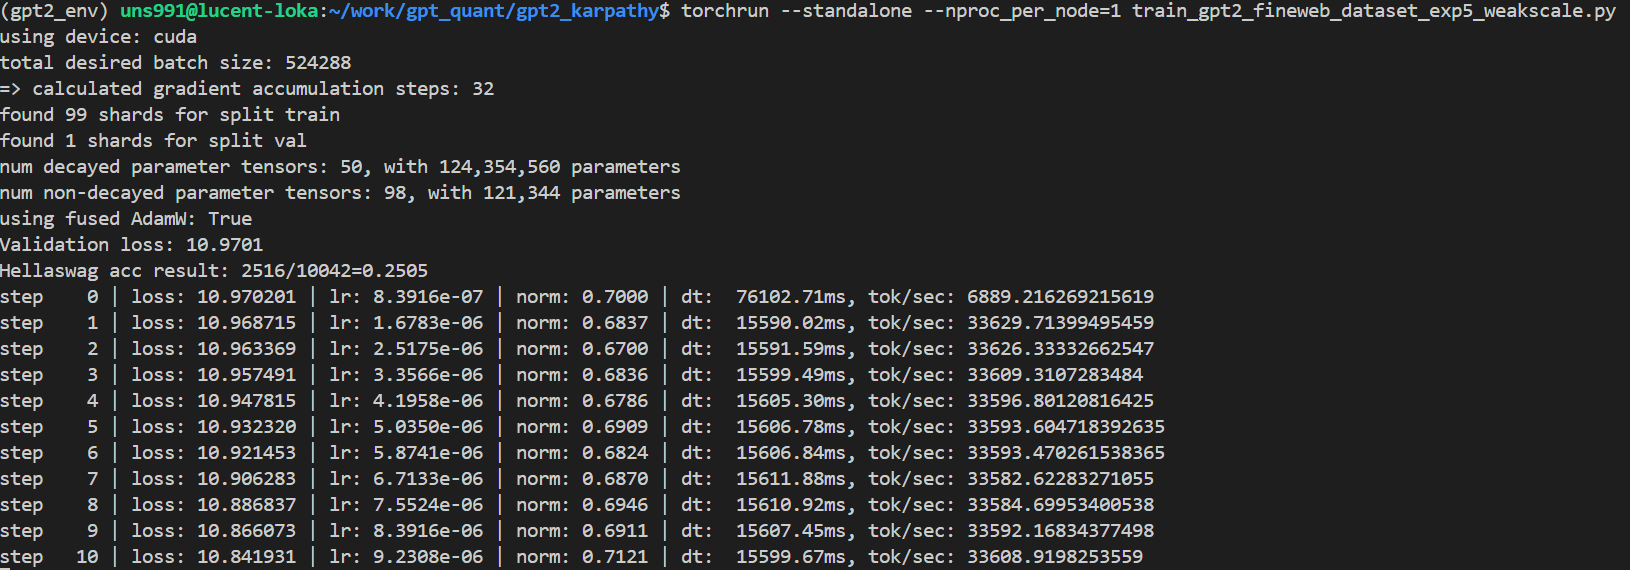 (gpt2_env) uns991@lucent-loka:~/work/gpt_quant/gpt2_karpathy$ torchrun --standalone --nproc_per_node=1 train_gpt2_fineweb_dataset_exp5_weakscale.py
using device: cuda
total desired batch size: 524288
=> calculated gradient accumulation steps: 32
found 99 shards for split train
found 1 shards for split val
num decayed parameter tensors: 50, with 124,354,560 parameters
num non-decayed parameter tensors: 98, with 121,344 parameters
using fused AdamW: True
Validation loss: 10.9701
Hellaswag acc result: 2516/10042=0.2505
step    0 | loss: 10.970201 | lr: 8.3916e-07 | norm: 0.7000 | dt:  76102.71ms, tok/sec: 6889.216269215619
step    1 | loss: 10.968715 | lr: 1.6783e-06 | norm: 0.6837 | dt:  15590.02ms, tok/sec: 33629.71399495459
step    2 | loss: 10.963369 | lr: 2.5175e-06 | norm: 0.6700 | dt:  15591.59ms, tok/sec: 33626.33332662547
step    3 | loss: 10.957491 | lr: 3.3566e-06 | norm: 0.6836 | dt:  15599.49ms, tok/sec: 33609.3107283484
step    4 | loss: 10.947815 | lr: 4.1958e-06 | norm: 0.6786 | dt:  15605.30ms, tok/sec: 33596.80120816425
step    5 | loss: 10.932320 | lr: 5.0350e-06 | norm: 0.6909 | dt:  15606.78ms, tok/sec: 33593.604718392635
step    6 | loss: 10.921453 | lr: 5.8741e-06 | norm: 0.6824 | dt:  15606.84ms, tok/sec: 33593.470261538365
step    7 | loss: 10.906283 | lr: 6.7133e-06 | norm: 0.6870 | dt:  15611.88ms, tok/sec: 33582.62283271055
step    8 | loss: 10.886837 | lr: 7.5524e-06 | norm: 0.6946 | dt:  15610.92ms, tok/sec: 33584.69953400538
step    9 | loss: 10.866073 | lr: 8.3916e-06 | norm: 0.6911 | dt:  15607.45ms, tok/sec: 33592.16834377498
step   10 | loss: 10.841931 | lr: 9.2308e-06 | norm: 0.7121 | dt:  15599.67ms, tok/sec: 33608.9198253559